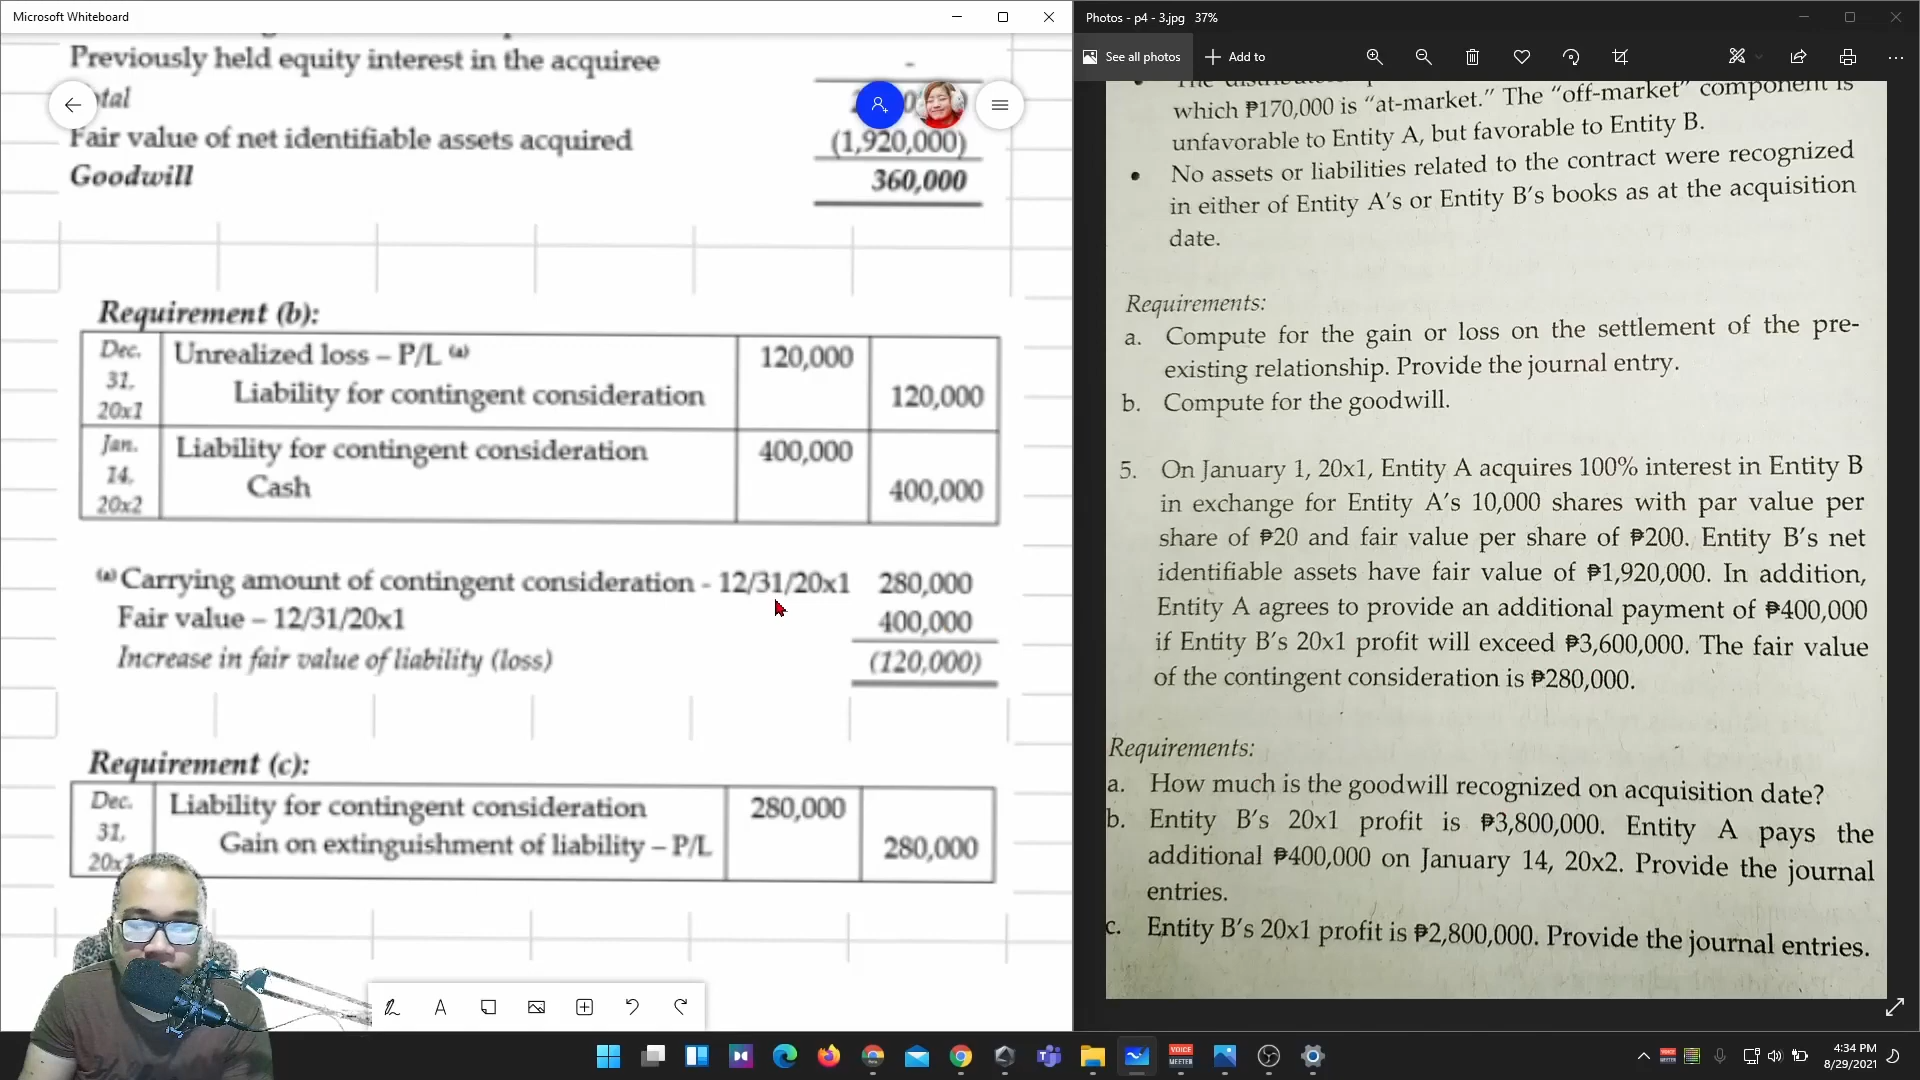 Microsoft Whiteboard
Previously held equity interest in the acquiree -
Fair value of net identifiable assets acquired (1,920,000)
Goodwill 360,000
Requirement (b):
Dec. 31, 20x1 Unrealized loss – P/L (a) 120,000
Liability for contingent consideration 120,000
Jan. 14, 20x2 Liability for contingent consideration 400,000
Cash 400,000
(a) Carrying amount of contingent consideration - 12/31/20x1 280,000
Fair value – 12/31/20x1 400,000
Increase in fair value of liability (loss) (120,000)
Requirement (c):
Dec. 31, Liability for contingent consideration 280,000
Gain on extinguishment of liability – P/L 280,000
Photos - p4 - 3.jpg 37%
See all photos
Add to
which ₱170,000 is “at-market.” The “off-market” component is
unfavorable to Entity A, but favorable to Entity B.
• No assets or liabilities related to the contract were recognized
in either of Entity A’s or Entity B’s books as at the acquisition
date.
Requirements:
a. Compute for the gain or loss on the settlement of the pre-
existing relationship. Provide the journal entry.
b. Compute for the goodwill.
5. On January 1, 20x1, Entity A acquires 100% interest in Entity B
in exchange for Entity A’s 10,000 shares with par value per
share of ₱20 and fair value per share of ₱200. Entity B’s net
identifiable assets have fair value of ₱1,920,000. In addition,
Entity A agrees to provide an additional payment of ₱400,000
if Entity B’s 20x1 profit will exceed ₱3,600,000. The fair value
of the contingent consideration is ₱280,000.
Requirements:
a. How much is the goodwill recognized on acquisition date?
b. Entity B’s 20x1 profit is ₱3,800,000. Entity A pays the
additional ₱400,000 on January 14, 20x2. Provide the journal
entries.
c. Entity B’s 20x1 profit is ₱2,800,000. Provide the journal entries.
VOICE MEETER
4:34 PM
8/29/2021